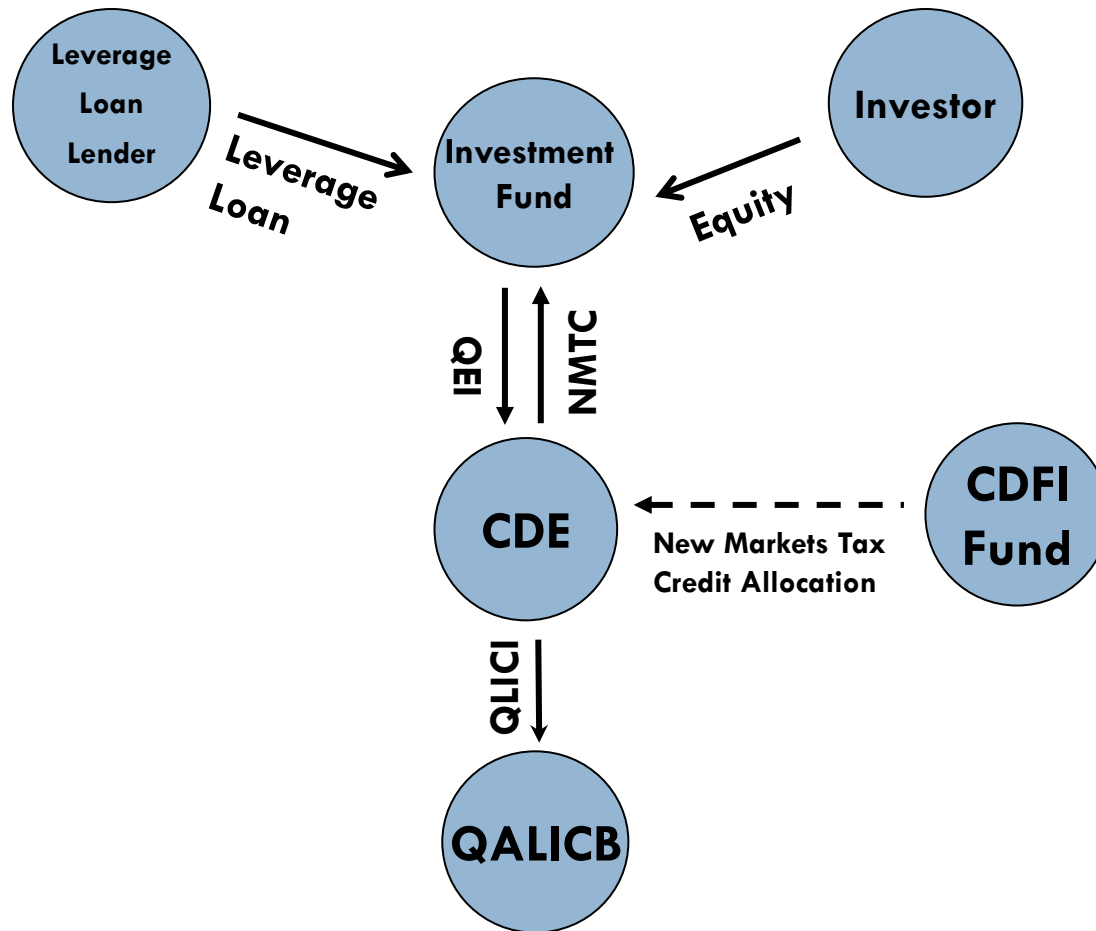 Leverage
Loan
Lender
Leverage
Loan
Investment
Fund
Investor
Equity
QEI
NMTC
CDE
New Markets Tax
Credit Allocation
CDFI
Fund
QLICI
QALICB